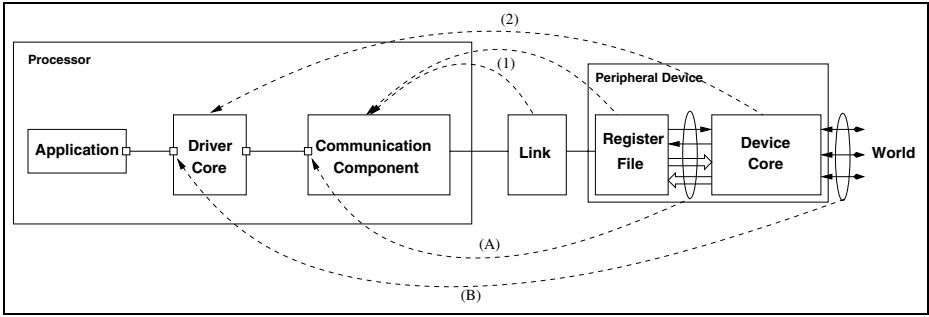 (2)
Processor
(1)
Peripheral Device
Application
Driver
Core
Communication
Component
Link
Register
File
Device
Core
World
(A)
(B)